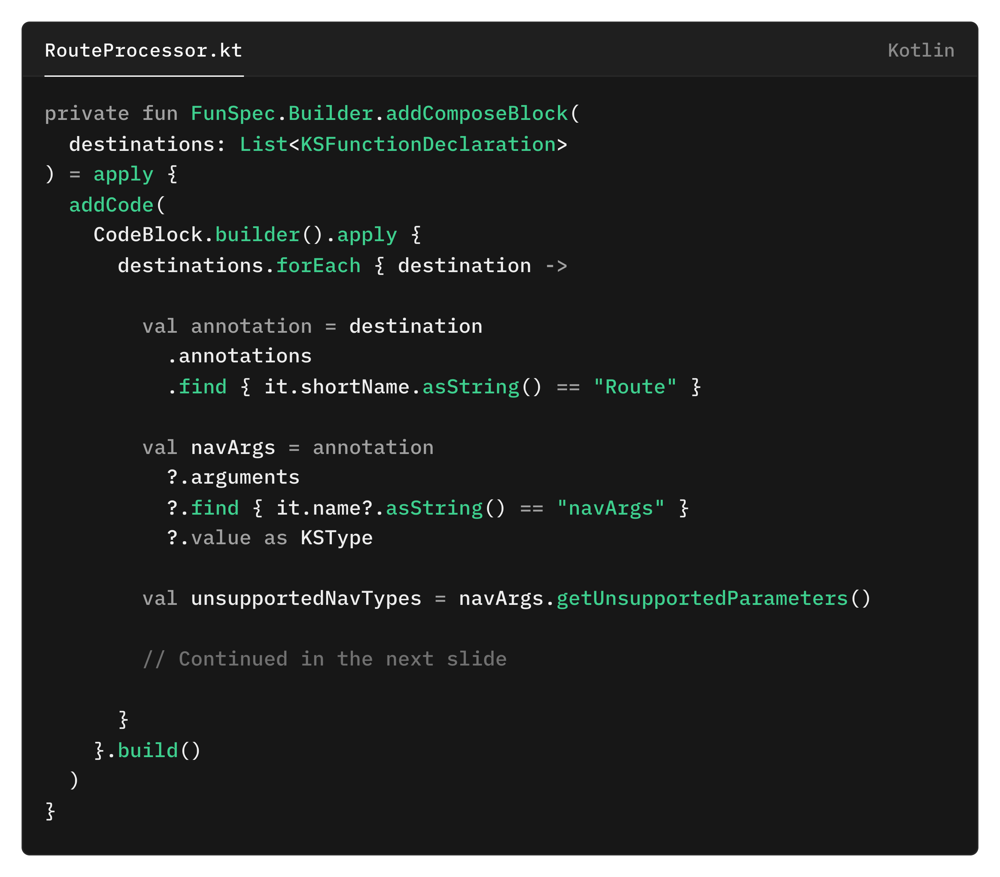 RouteProcessor.kt
Kotlin
private fun FunSpec.Builder.addComposeBlock(
  destinations: List<KSFunctionDeclaration>
) = apply {
  addCode(
    CodeBlock.builder().apply {
      destinations.forEach { destination ->

        val annotation = destination
          .annotations
          .find { it.shortName.asString() == "Route" }

        val navArgs = annotation
          ?.arguments
          ?.find { it.name?.asString() == "navArgs" }
          ?.value as KSType

        val unsupportedNavTypes = navArgs.getUnsupportedParameters()

        // Continued in the next slide

      }
    }.build()
  )
}